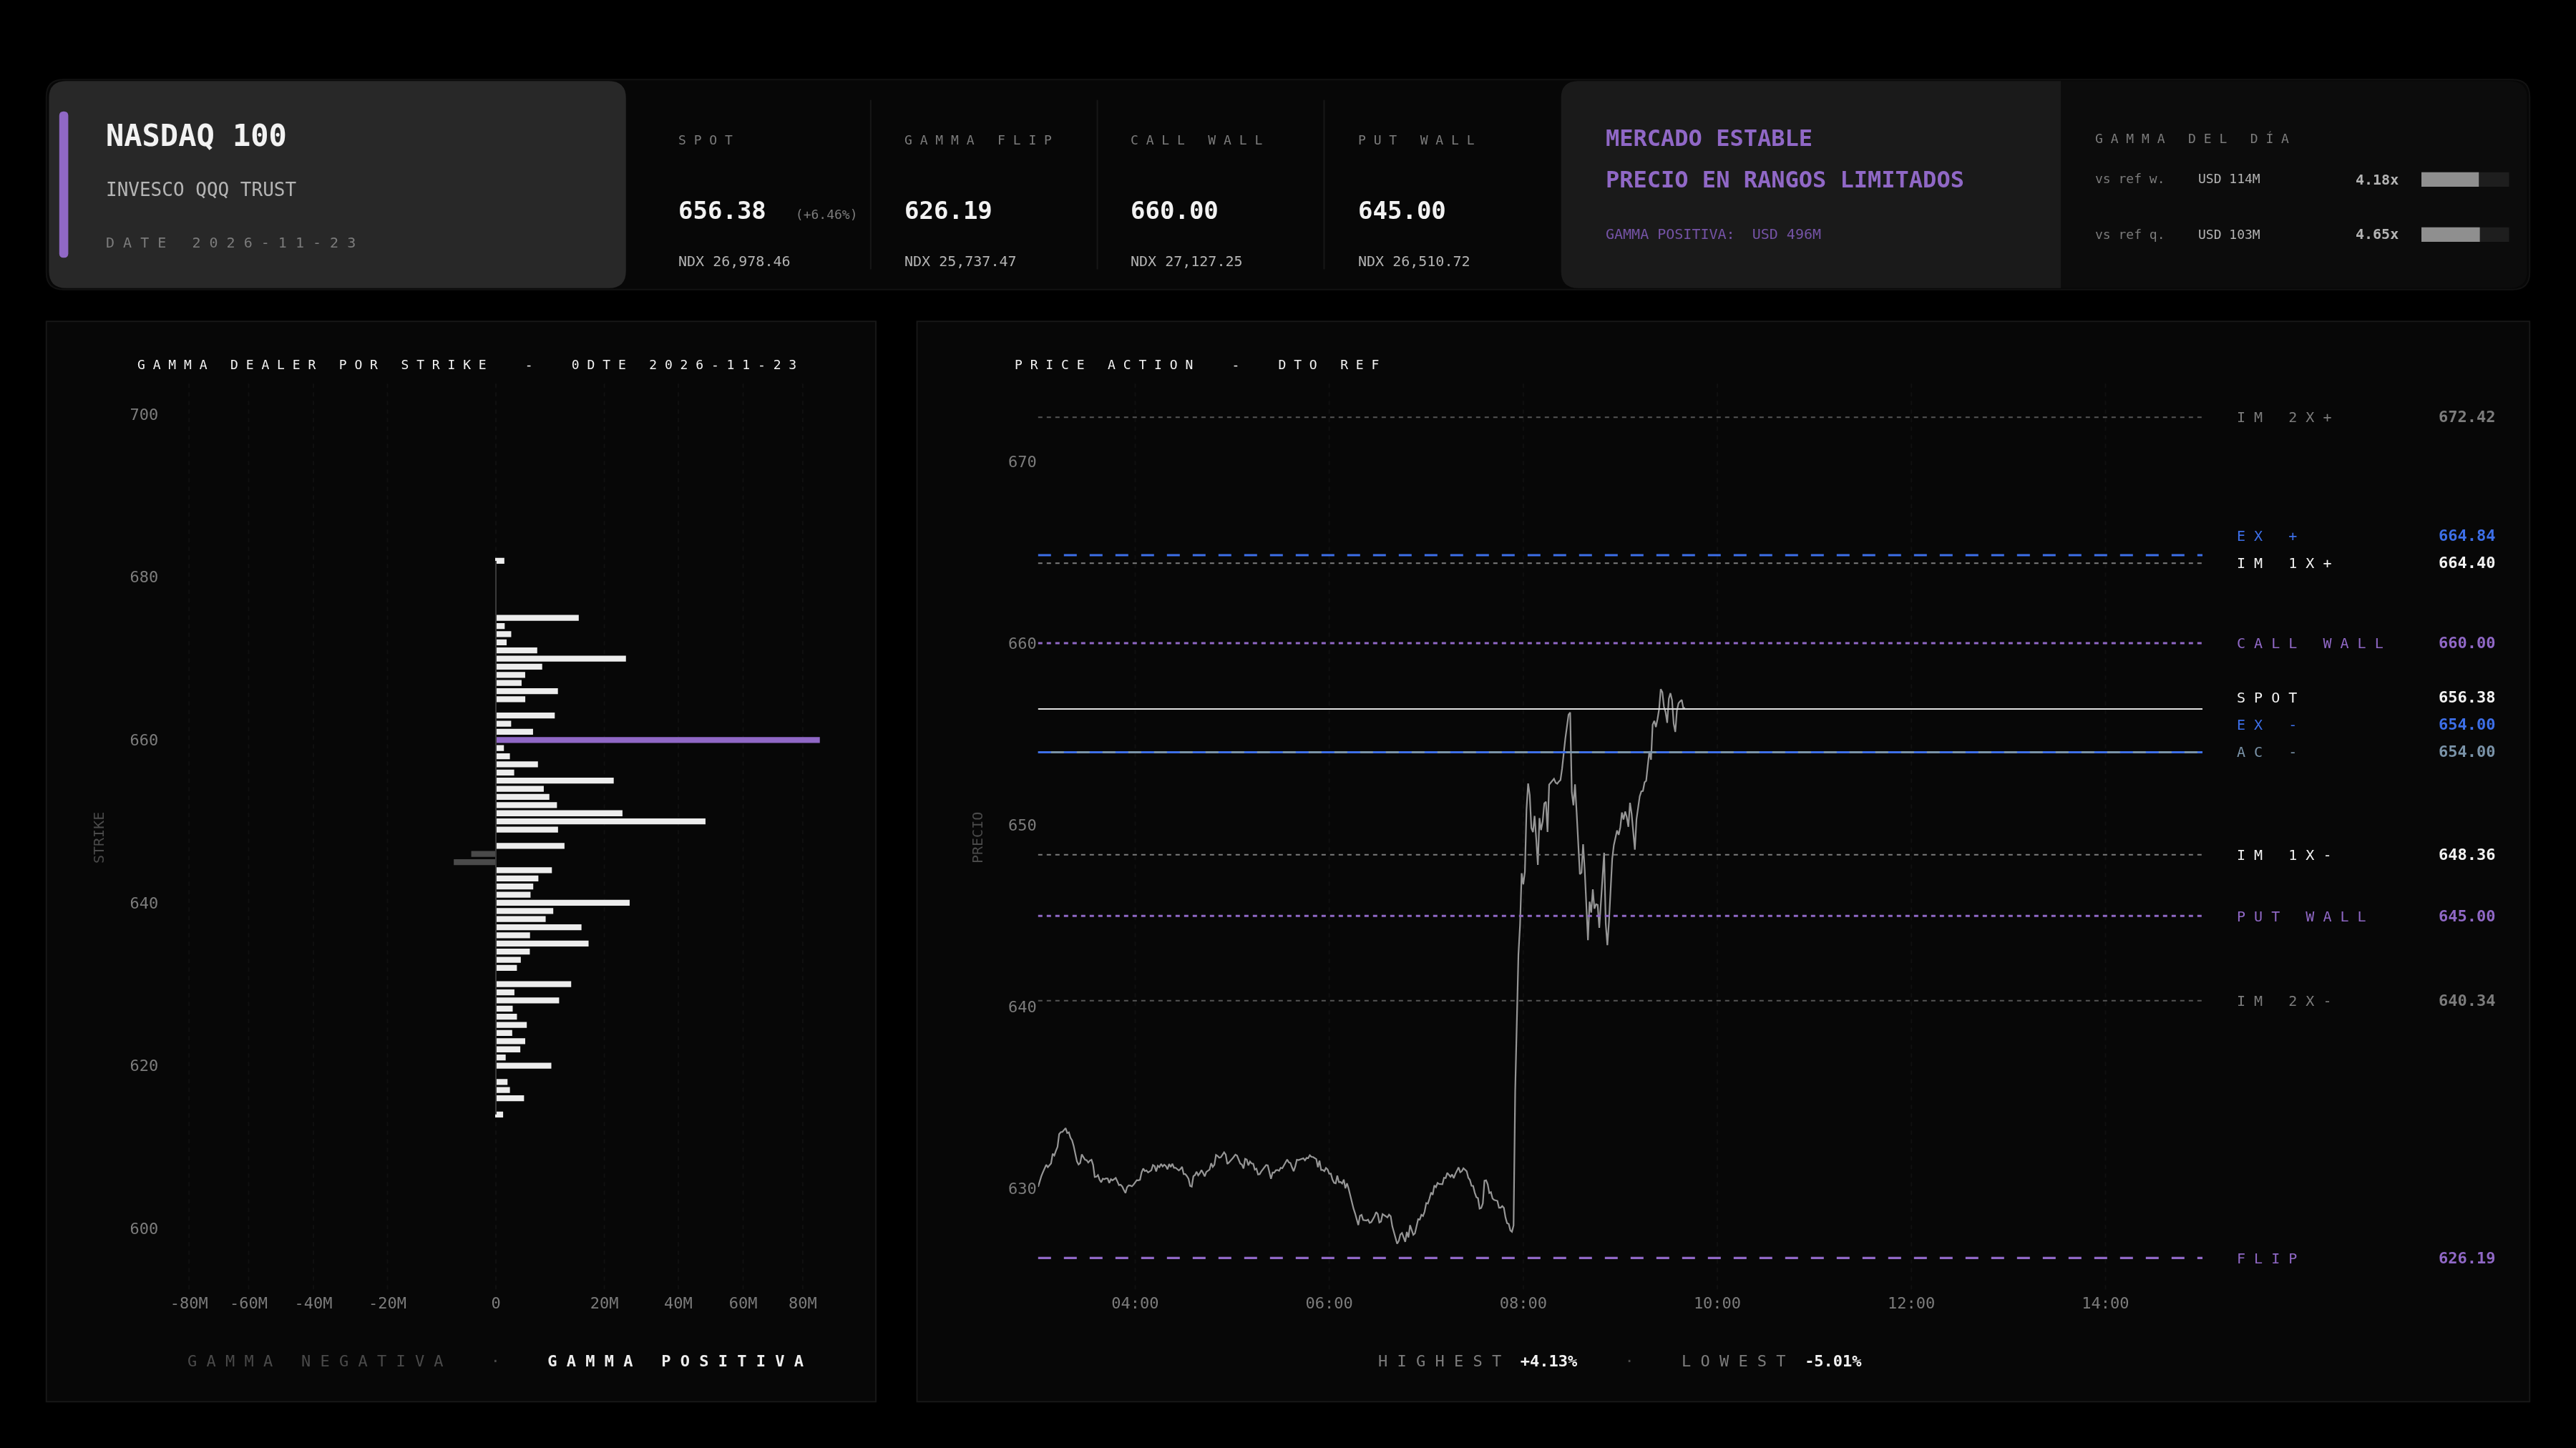 NASDAQ 100
INVESCO QQQ TRUST
DATE 2026-11-23
SPOT
656.38 (+6.46%)
NDX 26,978.46
GAMMA FLIP
626.19
NDX 25,737.47
CALL WALL
660.00
NDX 27,127.25
PUT WALL
645.00
NDX 26,510.72
MERCADO ESTABLE
PRECIO EN RANGOS LIMITADOS
GAMMA POSITIVA: USD 496M
GAMMA DEL DÍA
vs ref w. USD 114M 4.18x
vs ref q. USD 103M 4.65x
GAMMA DEALER POR STRIKE - 0DTE 2026-11-23
700
680
660
640
620
600
STRIKE
-80M -60M -40M -20M 0 20M 40M 60M 80M
GAMMA NEGATIVA · GAMMA POSITIVA
PRICE ACTION - DTO REF
670
660
650
640
630
PRECIO
IM 2X+ 672.42
EX + 664.84
IM 1X+ 664.40
CALL WALL 660.00
SPOT 656.38
EX - 654.00
AC - 654.00
IM 1X- 648.36
PUT WALL 645.00
IM 2X- 640.34
FLIP 626.19
04:00 06:00 08:00 10:00 12:00 14:00
HIGHEST +4.13% · LOWEST -5.01%